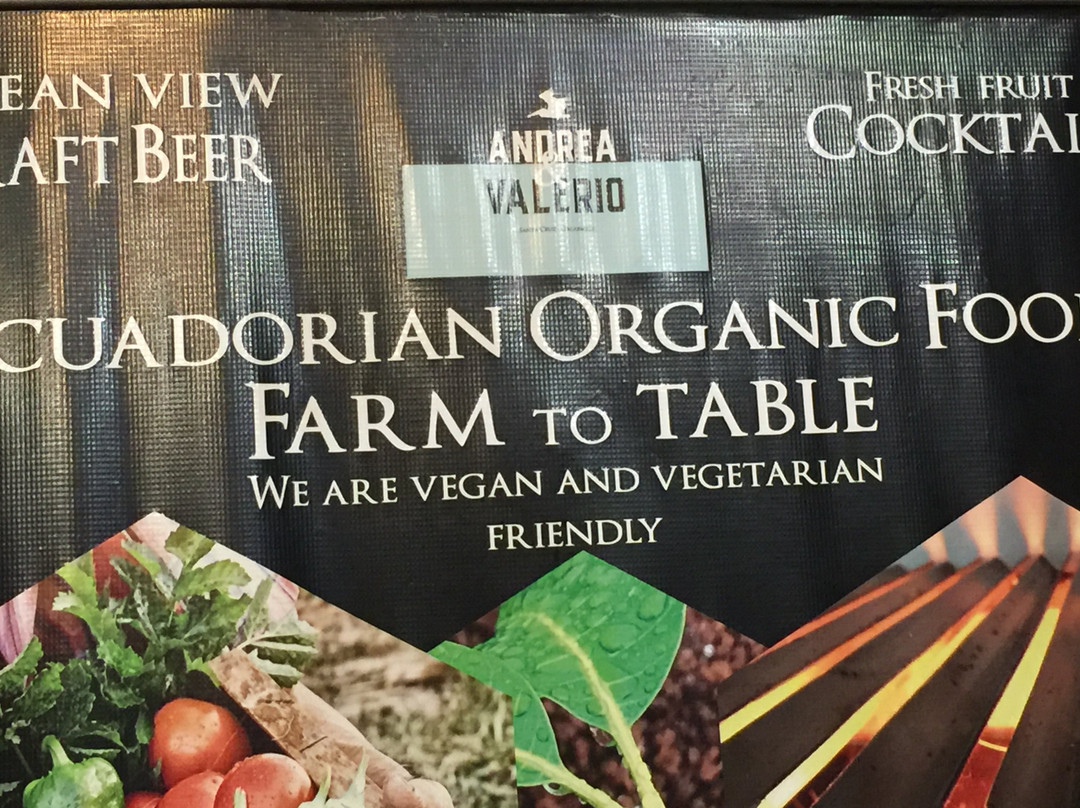 EAN VIEW
AFT BEER
FRESH FRUIT
COCKTAI
ANDREA
&
VALERIO
CUADORIAN ORGANIC FOO
FARM TO TABLE
WE ARE VEGAN AND VEGETARIAN
FRIENDLY